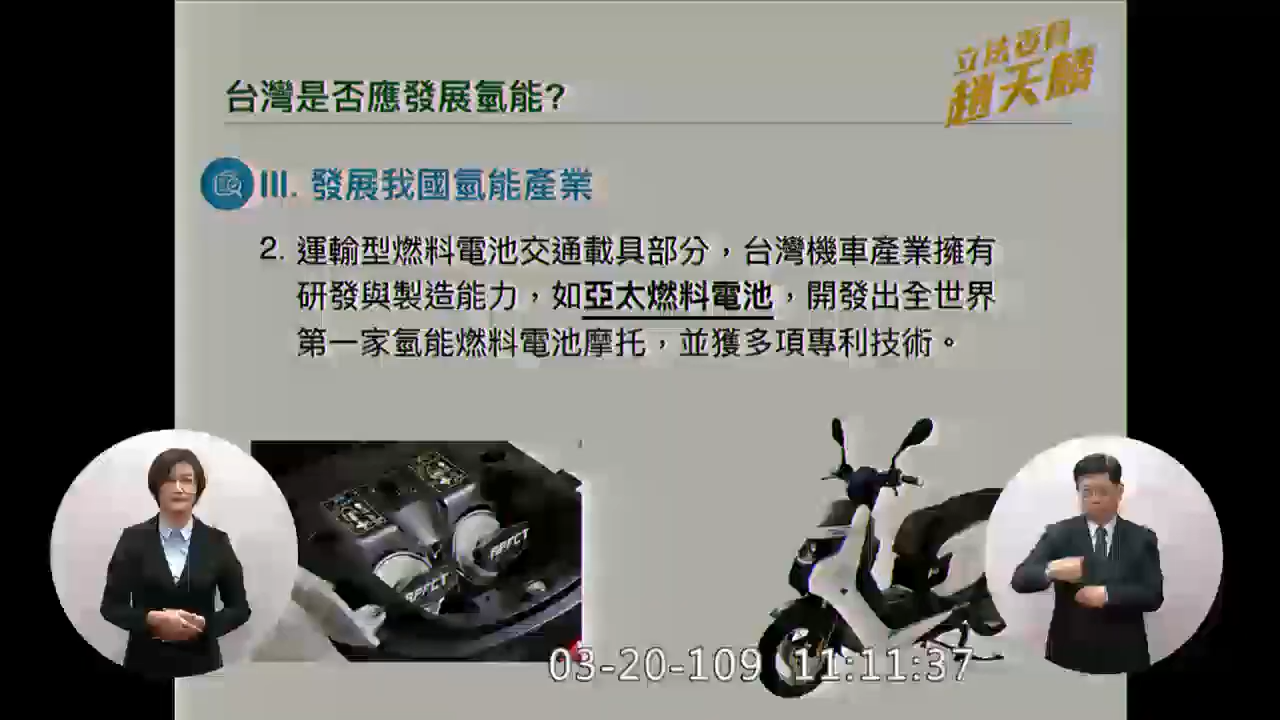 立法委員
趙天麟
台灣是否應發展氫能?
III. 發展我國氫能產業
2. 運輸型燃料電池交通載具部分，台灣機車產業擁有
研發與製造能力，如亞太燃料電池，開發出全世界
第一家氫能燃料電池摩托，並獲多項專利技術。
APFCT
APFCT
03-20-109 11:11:37